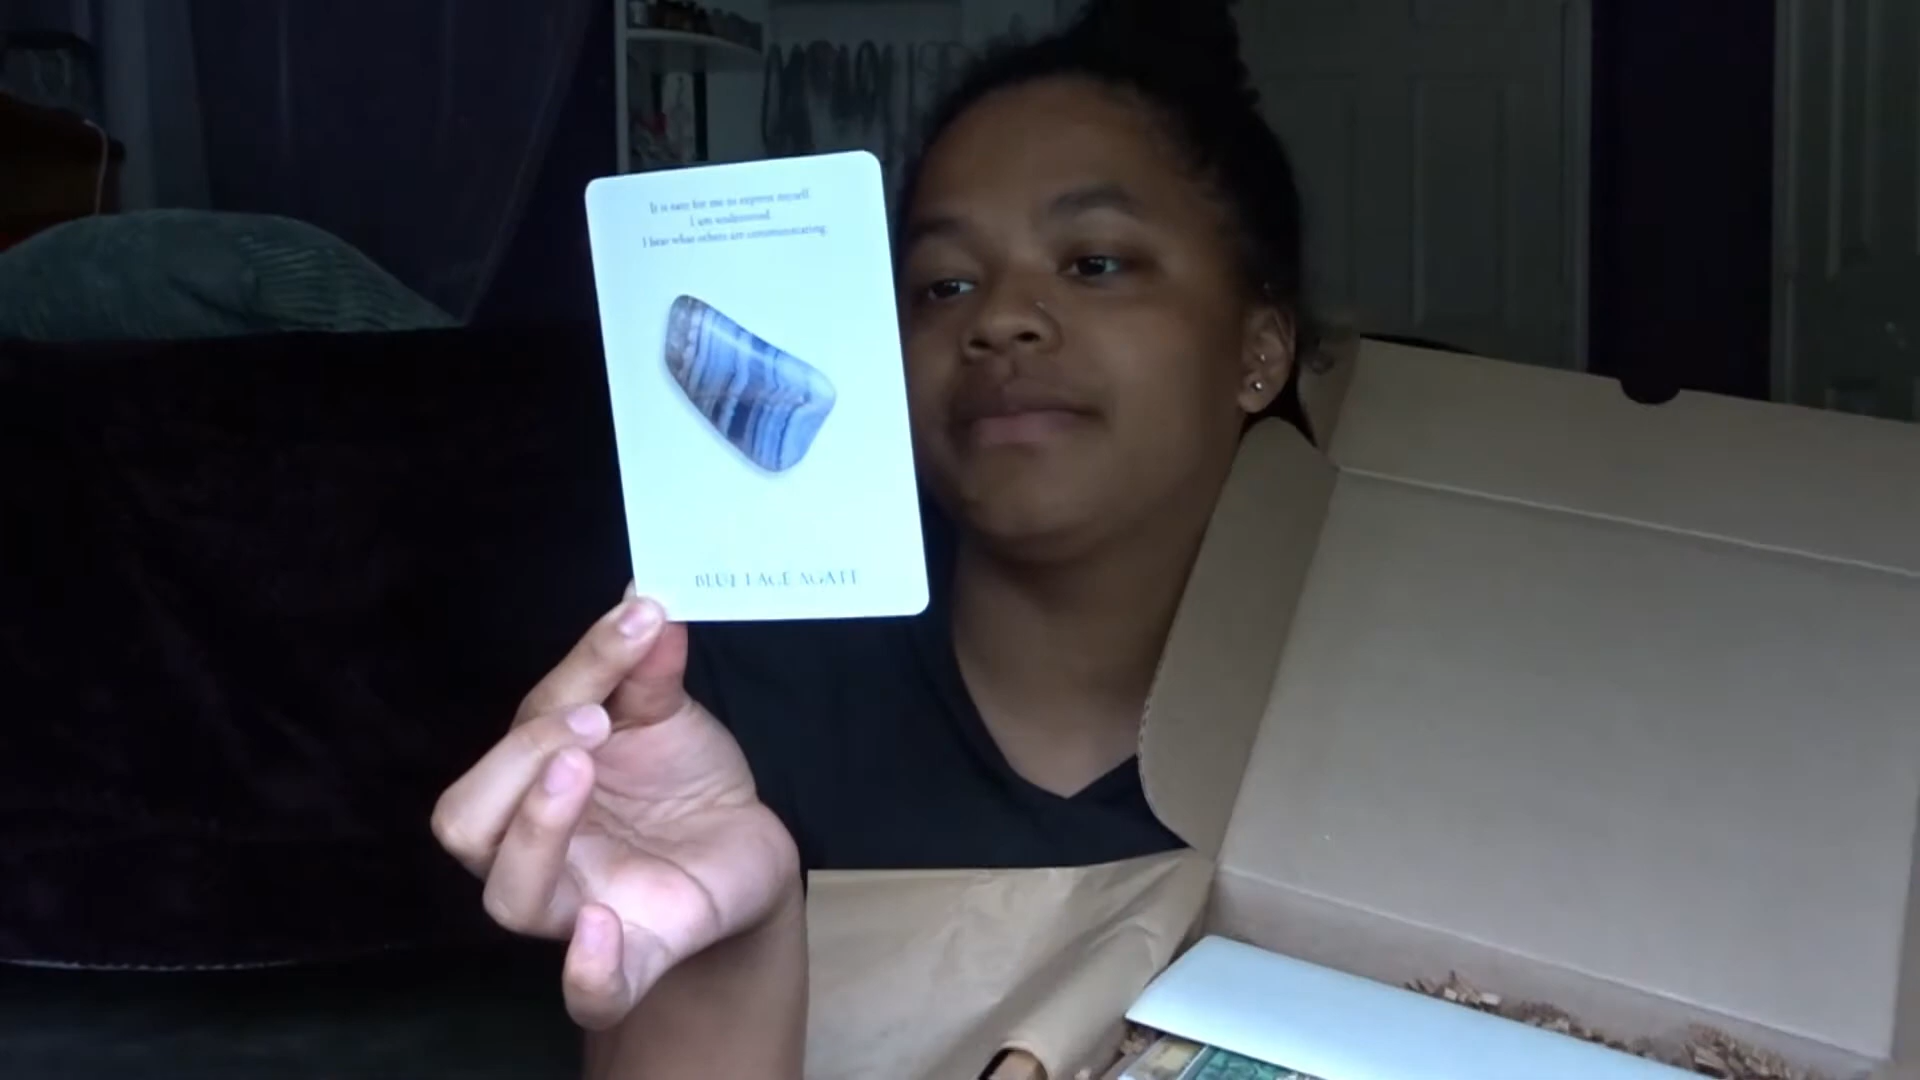 It is easy for me to express myself.
I am understood.
I hear what others are communicating.
BLUE LACE AGATE